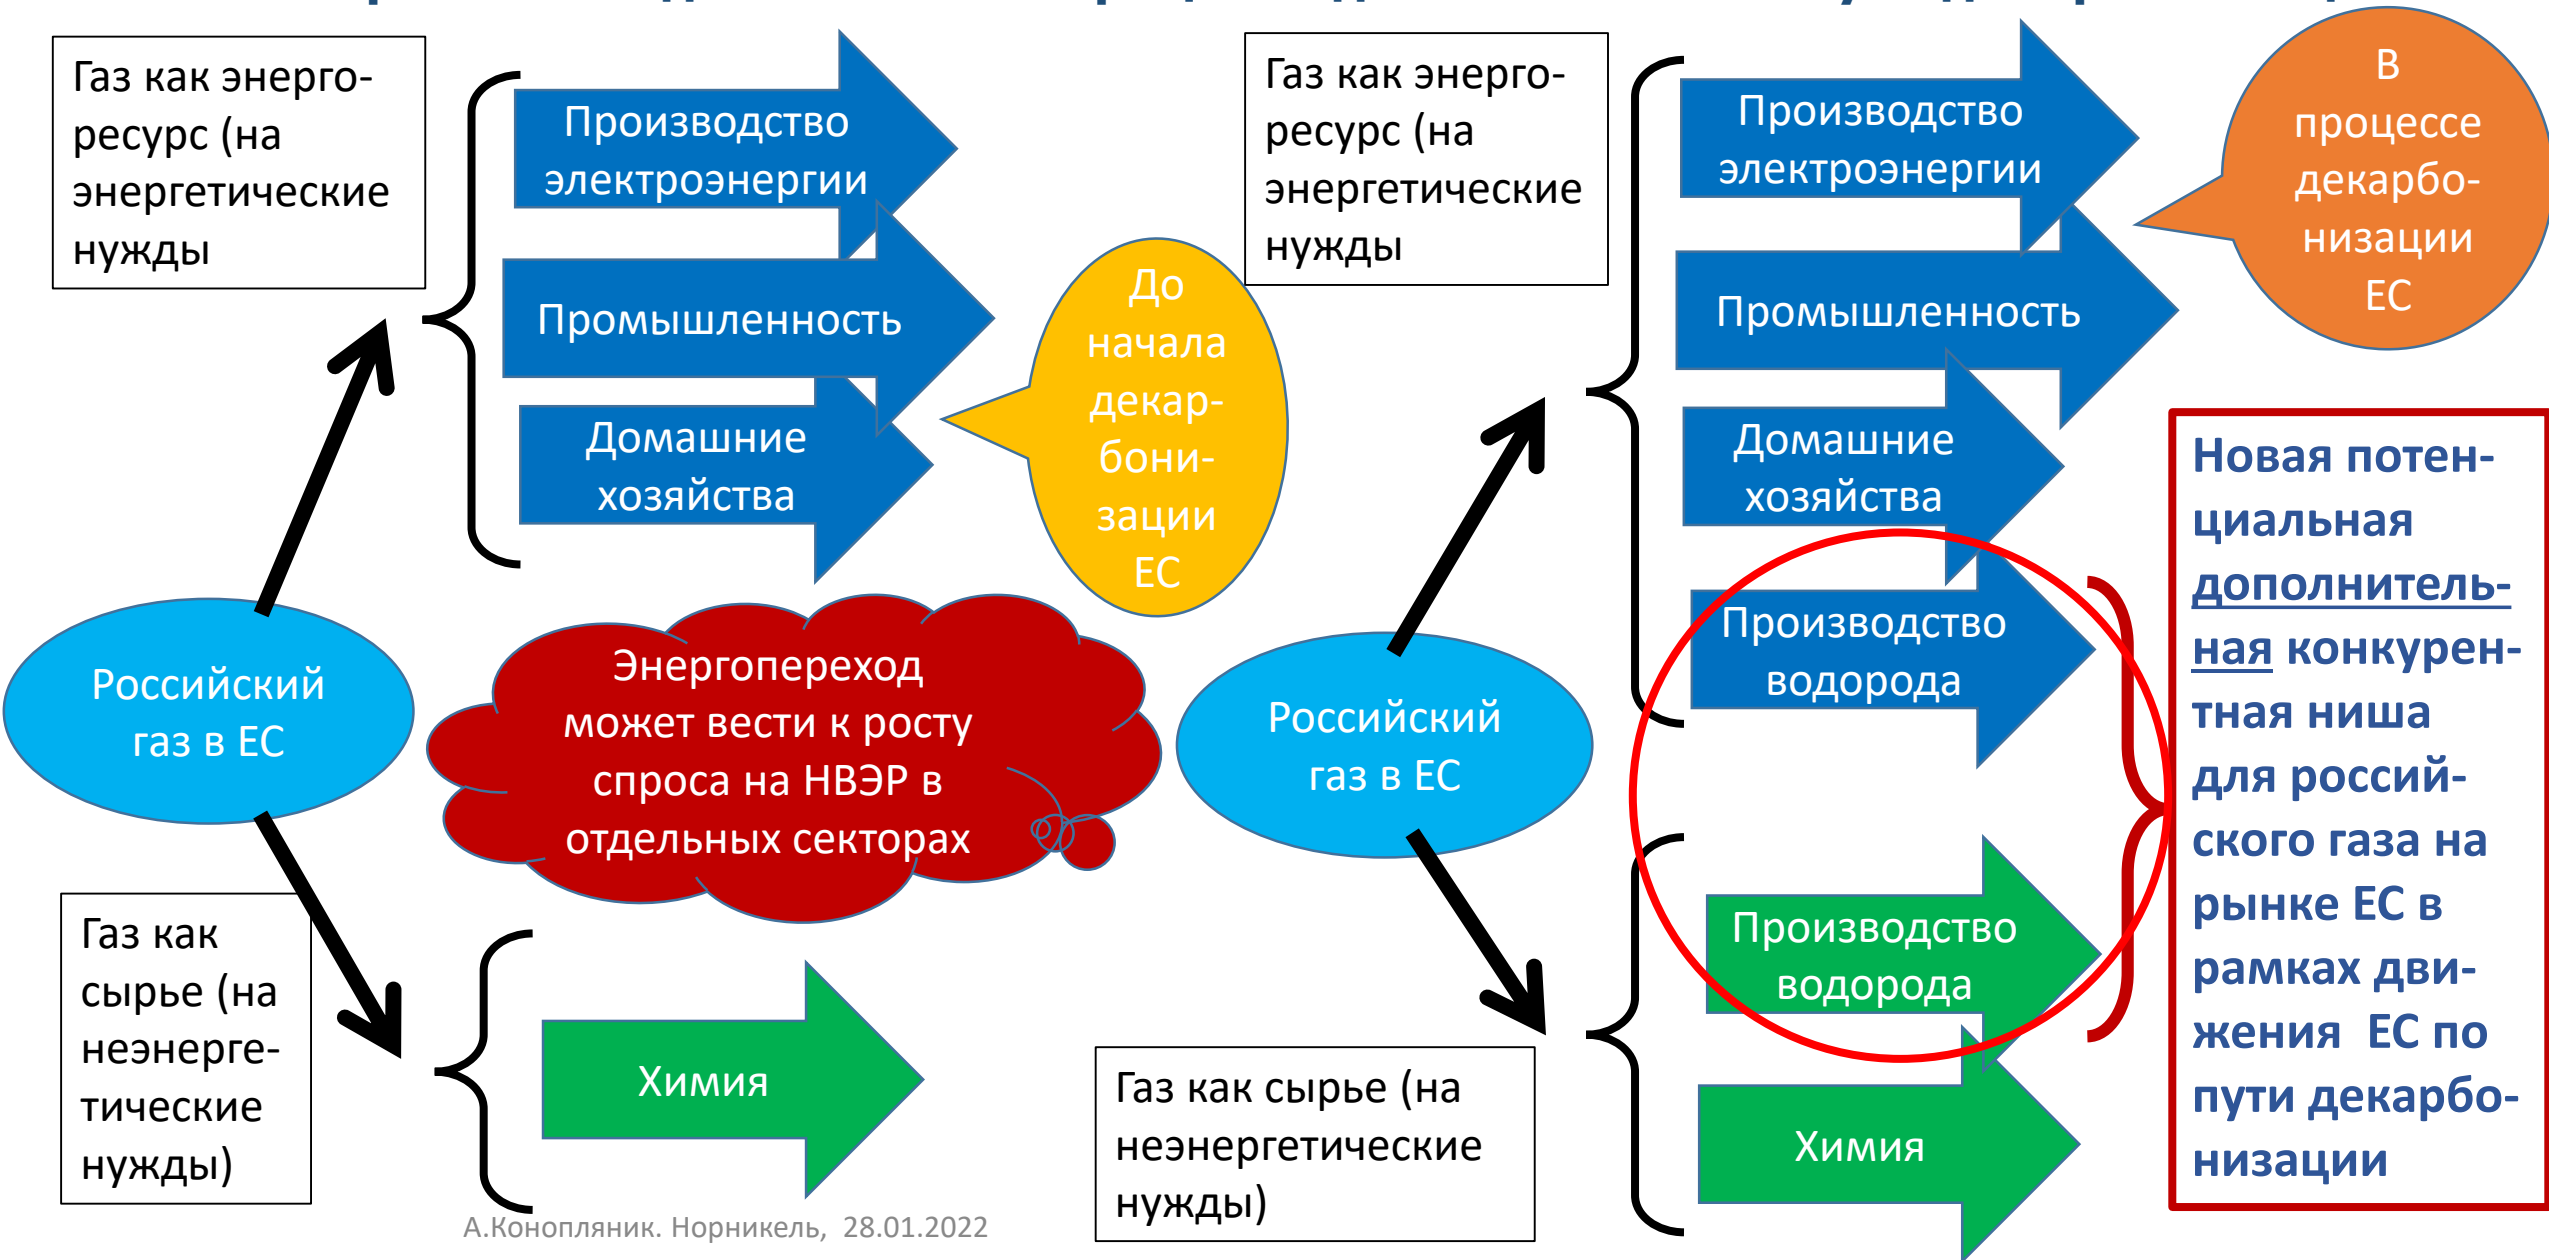 Газ как энерго-
ресурс (на
энергетические
нужды
Производство
электроэнергии
Промышленность
Домашние
хозяйства
До
начала
декар-
бони-
зации
ЕС
Российский
газ в ЕС
Энергопереход
может вести к росту
спроса на НВЭР в
отдельных секторах
Газ как
сырье (на
неэнерге-
тические
нужды)
Химия
А.Конопляник. Норникель, 28.01.2022
Газ как энерго-
ресурс (на
энергетические
нужды
Производство
электроэнергии
Промышленность
Домашние
хозяйства
Производство
водорода
В
процессе
декарбо-
низации
ЕС
Российский
газ в ЕС
Производство
водорода
Химия
Газ как сырье (на
неэнергетические
нужды)
Новая потен-
циальная
дополнитель-
ная конкурен-
тная ниша
для россий-
ского газа на
рынке ЕС в
рамках дви-
жения ЕС по
пути декарбо-
низации